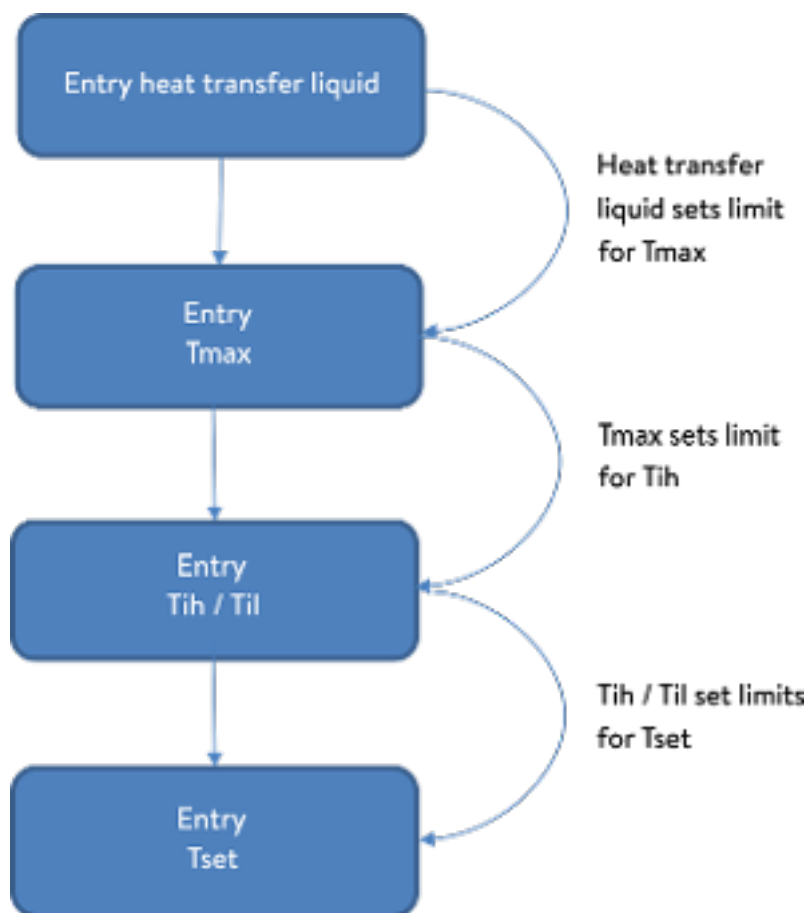 Entry heat transfer liquid
Heat transfer
liquid sets limit
for Tmax
Entry
Tmax
Tmax sets limit
for Tih
Entry
Tih / Til
Tih / Til set limits
for Tset
Entry
Tset